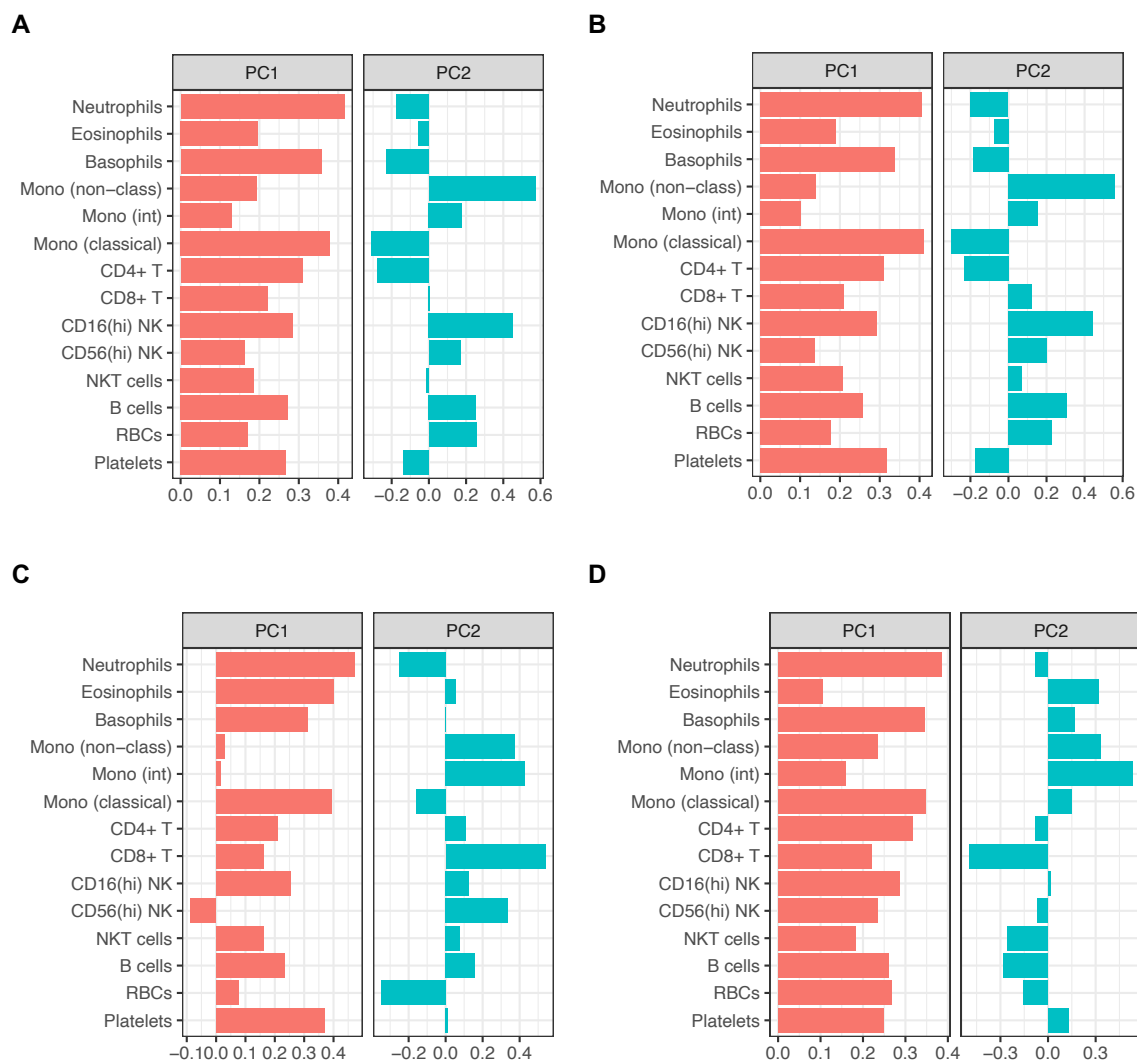 A
PC1 PC2
Neutrophils
Eosinophils
Basophils
Mono (non−class)
Mono (int)
Mono (classical)
CD4+ T
CD8+ T
CD16(hi) NK
CD56(hi) NK
NKT cells
B cells
RBCs
Platelets
0.0 0.1 0.2 0.3 0.4 −0.2 0.0 0.2 0.4 0.6
B
PC1 PC2
Neutrophils
Eosinophils
Basophils
Mono (non−class)
Mono (int)
Mono (classical)
CD4+ T
CD8+ T
CD16(hi) NK
CD56(hi) NK
NKT cells
B cells
RBCs
Platelets
0.0 0.1 0.2 0.3 0.4 −0.2 0.0 0.2 0.4 0.6
C
PC1 PC2
Neutrophils
Eosinophils
Basophils
Mono (non−class)
Mono (int)
Mono (classical)
CD4+ T
CD8+ T
CD16(hi) NK
CD56(hi) NK
NKT cells
B cells
RBCs
Platelets
−0.10 0.0 0.1 0.2 0.3 0.4 −0.2 0.0 0.2 0.4
D
PC1 PC2
Neutrophils
Eosinophils
Basophils
Mono (non−class)
Mono (int)
Mono (classical)
CD4+ T
CD8+ T
CD16(hi) NK
CD56(hi) NK
NKT cells
B cells
RBCs
Platelets
0.0 0.1 0.2 0.3 0.4 −0.3 0.0 0.3